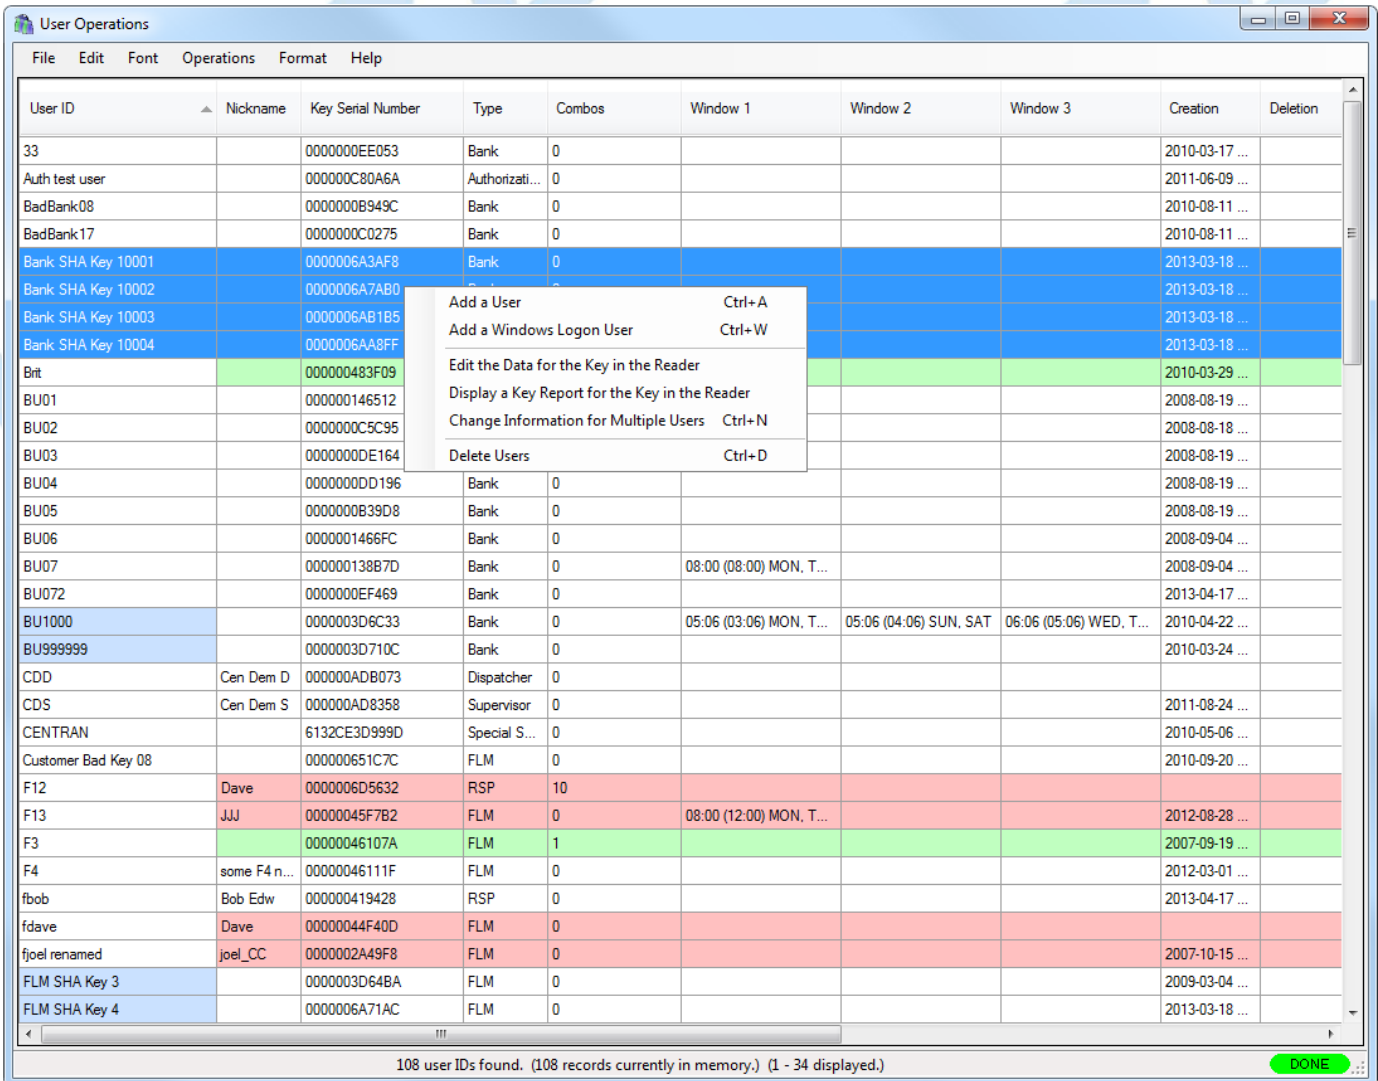 User Operations
File Edit Font Operations Format Help
User ID Nickname Key Serial Number Type Combos Window 1 Window 2 Window 3 Creation Deletion
33 0000000EE053 Bank 0 2010-03-17 ...
Auth test user 000000C80A6A Authorizati... 0 2011-06-09 ...
BadBank08 0000000B949C Bank 0 2010-08-11 ...
BadBank17 0000000C0275 Bank 0 2010-08-11 ...
Bank SHA Key 10001 0000006A3AF8 Bank 0 2013-03-18 ...
Bank SHA Key 10002 0000006A7AB0 2013-03-18 ...
Add a User Ctrl+A
Bank SHA Key 10003 0000006AB1B5 2013-03-18 ...
Add a Windows Logon User Ctrl+W
Bank SHA Key 10004 0000006AA8FF 2013-03-18 ...
Edit the Data for the Key in the Reader
Brit 000000483F09 2010-03-29 ...
Display a Key Report for the Key in the Reader
BU01 000000146512 2008-08-19 ...
Change Information for Multiple Users Ctrl+N
BU02 0000000C5C95 2008-08-18 ...
BU03 0000000DE164 2008-08-19 ...
Delete Users Ctrl+D
BU04 0000000DD196 Bank 0 2008-08-19 ...
BU05 0000000B39D8 Bank 0 2008-08-19 ...
BU06 0000001466FC Bank 0 2008-09-04 ...
BU07 000000138B7D Bank 0 08:00 (08:00) MON, T... 2008-09-04 ...
BU072 0000000EF469 Bank 0 2013-04-17 ...
BU1000 0000003D6C33 Bank 0 05:06 (03:06) MON, T... 05:06 (04:06) SUN, SAT 06:06 (05:06) WED, T... 2010-04-22 ...
BU999999 0000003D710C Bank 0 2010-03-24 ...
CDD Cen Dem D 000000ADB073 Dispatcher 0
CDS Cen Dem S 000000AD8358 Supervisor 0 2011-08-24 ...
CENTRAN 6132CE3D999D Special S... 0 2010-05-06 ...
Customer Bad Key 08 000000651C7C FLM 0 2010-09-20 ...
F12 Dave 0000006D5632 RSP 10
F13 JJJ 00000045F7B2 FLM 0 08:00 (12:00) MON, T... 2012-08-28 ...
F3 00000046107A FLM 1 2007-09-19 ...
F4 some F4 n... 00000046111F FLM 0 2012-03-01 ...
fbob Bob Edw 000000419428 RSP 0 2013-04-17 ...
fdave Dave 00000044F40D FLM 0
fjoel renamed joel_CC 0000002A49F8 FLM 0 2007-10-15 ...
FLM SHA Key 3 0000003D64BA FLM 0 2009-03-04 ...
FLM SHA Key 4 0000006A71AC FLM 0 2013-03-18 ...
108 user IDs found. (108 records currently in memory.) (1 - 34 displayed.) DONE